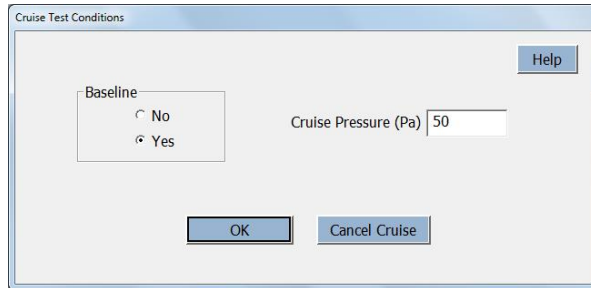 Cruise Test Conditions
Help
Baseline
No
Yes
Cruise Pressure (Pa) 50
OK
Cancel Cruise